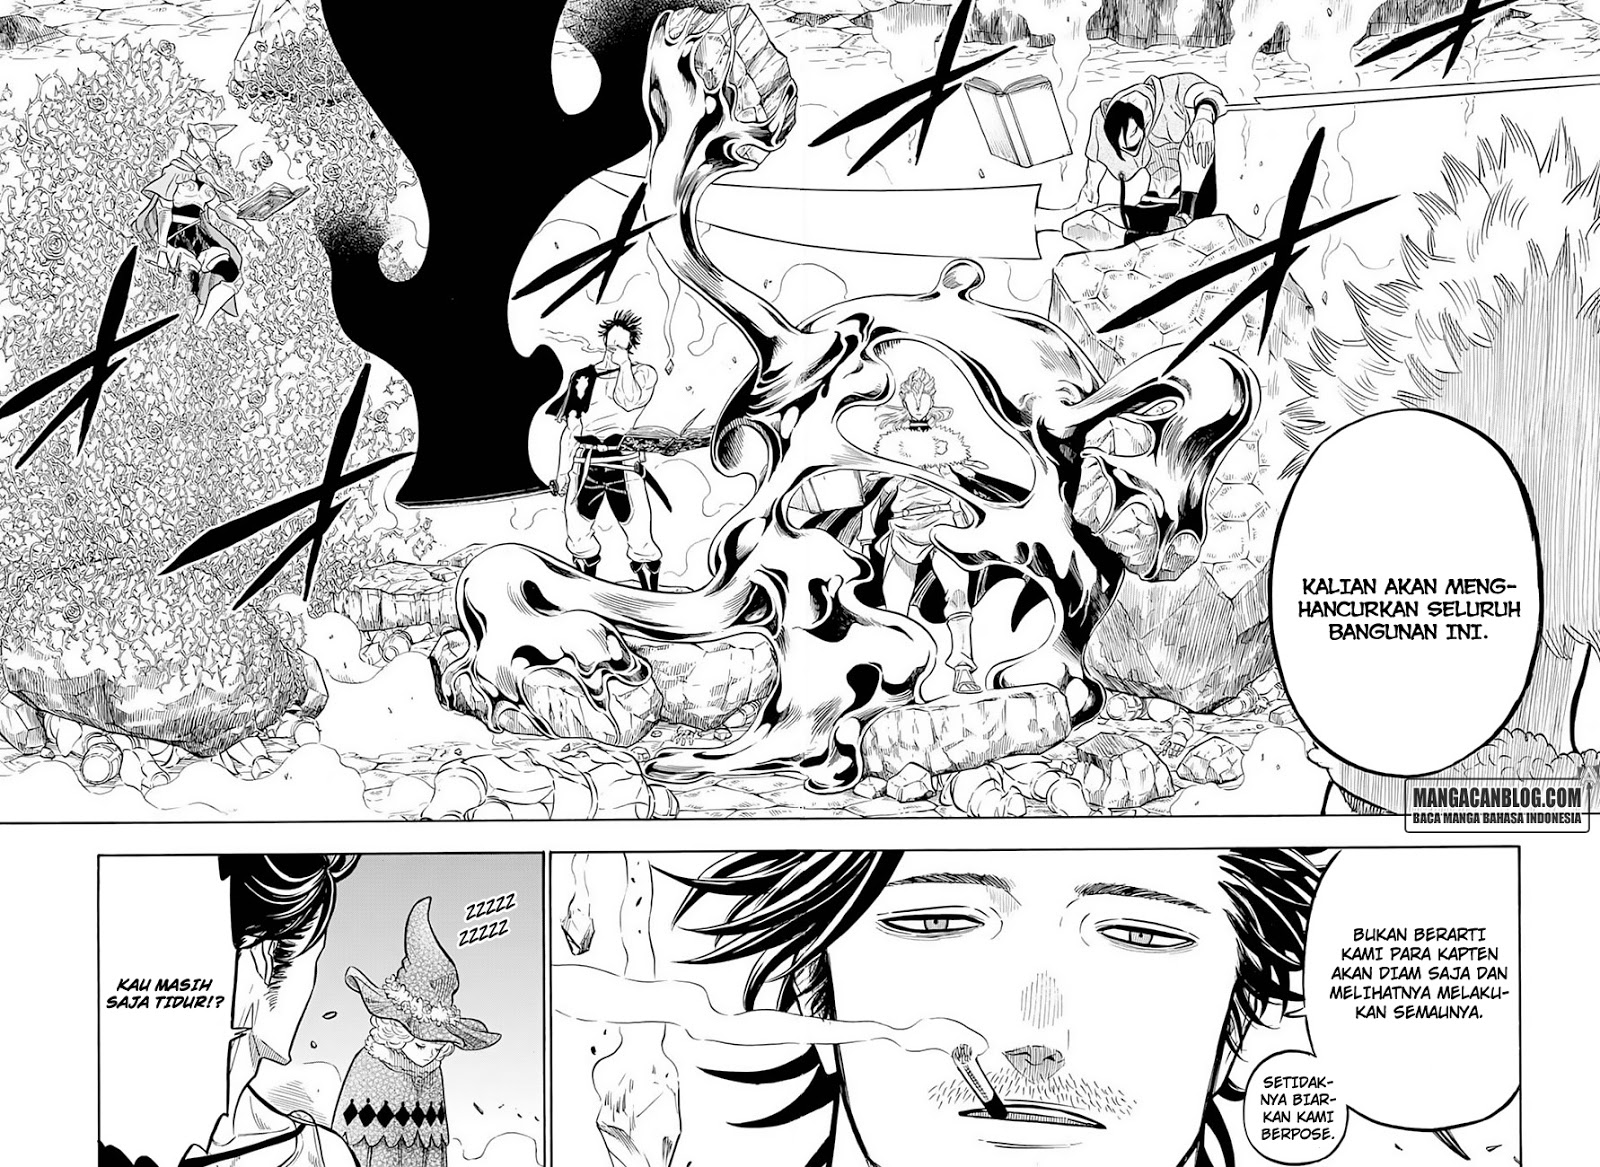 KALIAN AKAN MENG-
HANCURKAN SELURUH
BANGUNAN INI.
MANGACANBLOG.COM
BACA MANGA BAHASA INDONESIA
BUKAN BERARTI
KAMI PARA KAPTEN
AKAN DIAM SAJA DAN
MELIHATNYA MELAKU-
KAN SEMAUNYA.
SETIDAK-
NYA BIAR-
KAN KAMI
BERPOSE.
ZZZZZ
ZZZZZ
KAU MASIH
SAJA TIDUR!?